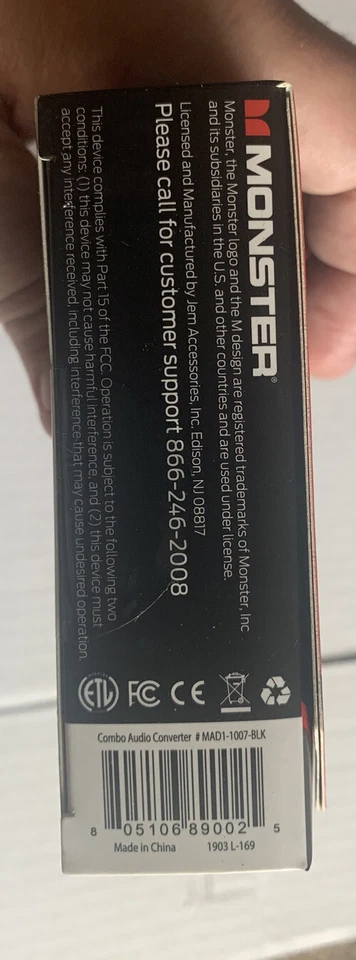 MONSTER®
Monster, the Monster logo and the M design are registered trademarks of Monster, Inc
and its subsidiaries in the U.S. and other countries and are used under license.
Licensed and Manufactured by Jem Accessories, Inc. Edison, NJ 08817
Please call for customer support 866-246-2008
This device complies with Part 15 of the FCC. Operation is subject to the following two
conditions: (1) this device may not cause harmful interference, and (2) this device must
accept any interference received, including interference that may cause undesired operation.
ETL FC CE
Combo Audio Converter # MAD1-1007-BLK
8 05106 89002 5
Made in China 1903 L-169